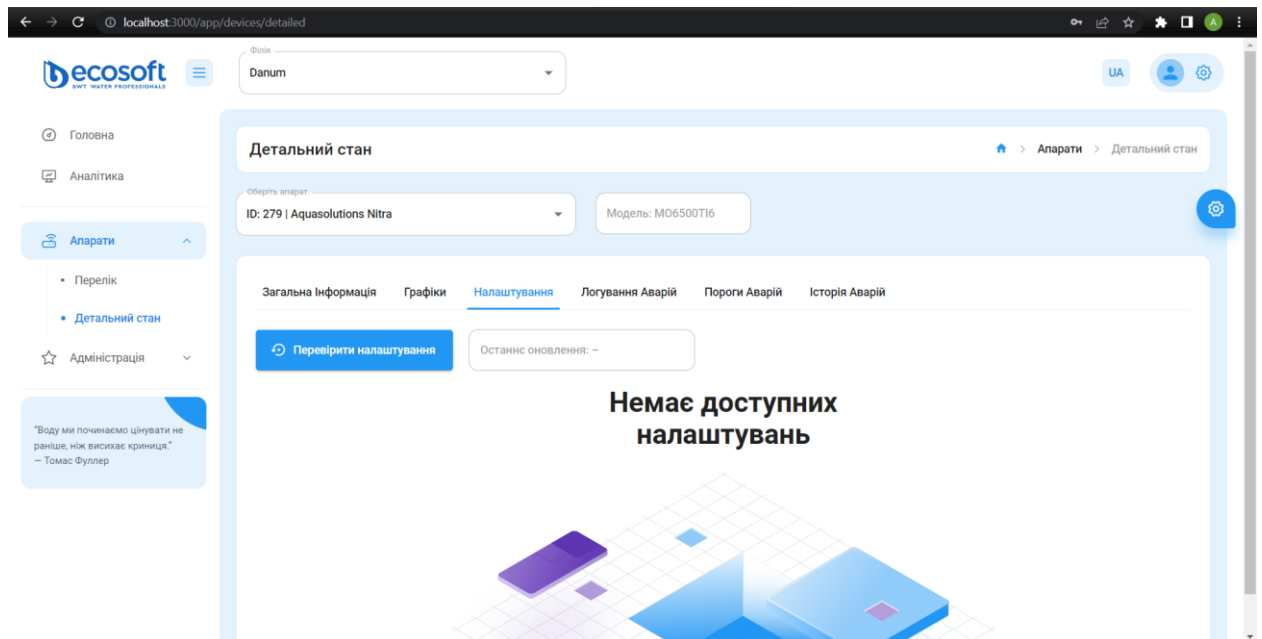 localhost:3000/app/devices/detailed
A
ecosoft
BWT WATER PROFESSIONALS
Філія
Danum
UA
Головна
Аналітика
Апарати
Перелік
Детальний стан
Адміністрація
"Воду ми починаємо цінувати не
раніше, ніж висихає криниця."
— Томас Фуллер
Детальний стан
Апарати > Детальний стан
Оберіть апарат
ID: 279 | Aquasolutions Nitra
Модель: MO6500TI6
Загальна Інформація Графіки Налаштування Логування Аварій Пороги Аварій Історія Аварій
Перевірити налаштування
Останнє оновлення: –
Немає доступних
налаштувань